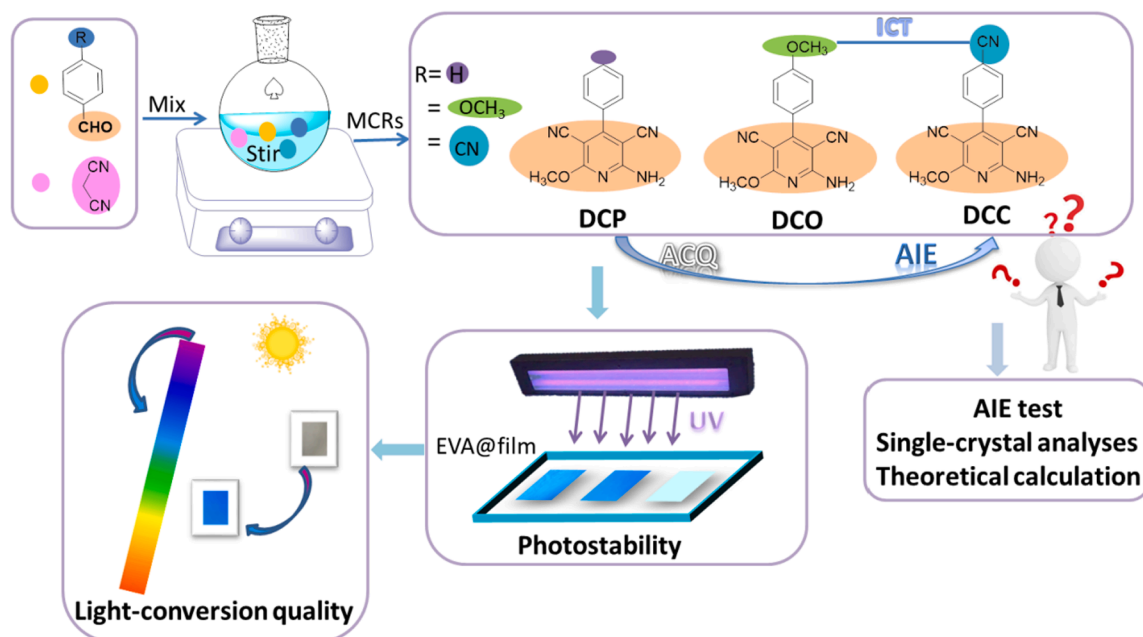 R
CHO
CN
CN
Mix
Stir
MCRs
R= H
= OCH₃
= CN
OCH₃
ICT
CN
NC
CN
H₃CO
N
NH₂
DCP
NC
CN
H₃CO
N
NH₂
DCO
NC
CN
H₃CO
N
NH₂
DCC
ACQ
AIE
???
?
AIE test
Single-crystal analyses
Theoretical calculation
UV
EVA@film
Photostability
Light-conversion quality